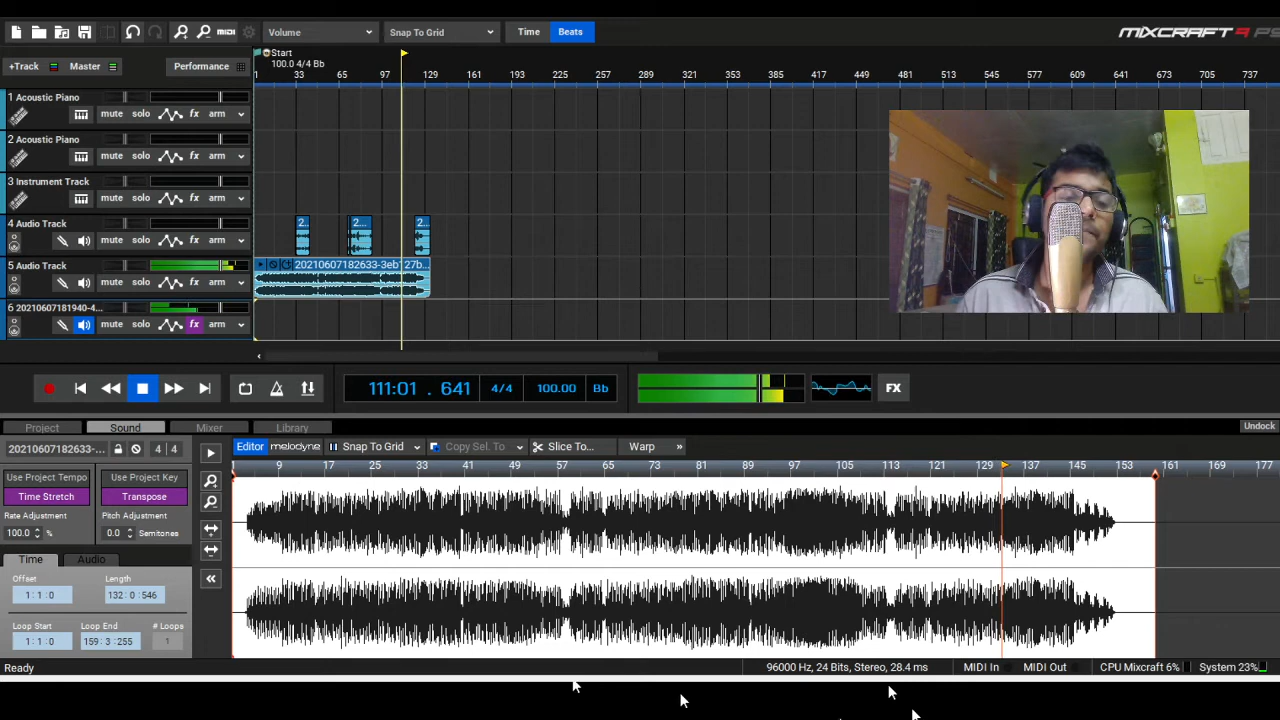 Volume Snap To Grid Time Beats MIXCRAFT 9 PS
midi
Start
100.0 4/4 Bb
+Track Master Performance
1 33 65 97 129 161 193 225 257 289 321 353 385 417 449 481 513 545 577 609 641 673 705 737
1 Acoustic Piano
mute solo fx arm
2 Acoustic Piano
mute solo fx arm
3 Instrument Track
mute solo fx arm
4 Audio Track
2... 2... 2...
mute solo fx arm
5 Audio Track
20210607182633-3eb127b...
mute solo fx arm
6 20210607181940-4...
mute solo fx arm
111:01 . 641 4/4 100.00 Bb FX
Project Sound Mixer Library Undock
20210607182633-... 4 4 Editor melodyne Snap To Grid Copy Sel. To Slice To... Warp »
9 17 25 33 41 49 57 65 73 81 89 97 105 113 121 129 137 145 153 161 169 177
Use Project Tempo Use Project Key
Time Stretch Transpose
Rate Adjustment Pitch Adjustment
100.0 % 0.0 Semitones
Time Audio
Offset Length
1:1:0 132:0:546
Loop Start Loop End # Loops
1:1:0 159:3:255 1
Ready 96000 Hz, 24 Bits, Stereo, 28.4 ms MIDI In MIDI Out CPU Mixcraft 6% System 23%